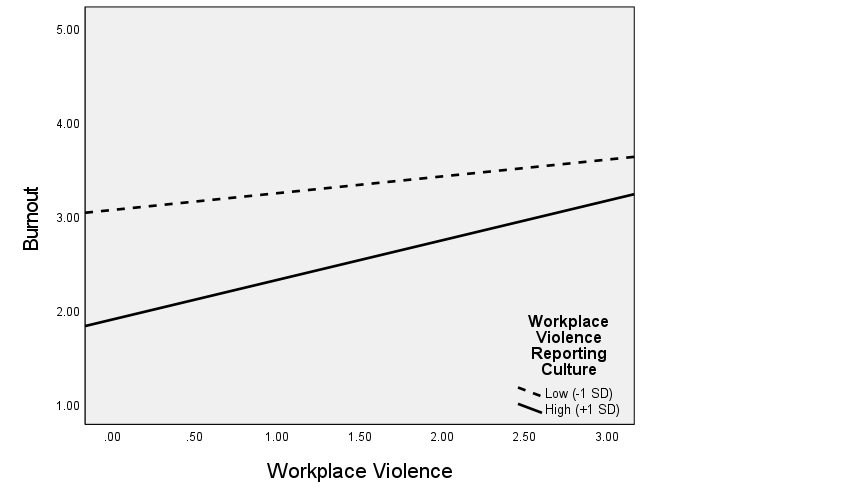 5.00
4.00
3.00
2.00
1.00
Burnout
Workplace
Violence
Reporting
Culture
Low (-1 SD)
High (+1 SD)
.00 .50 1.00 1.50 2.00 2.50 3.00
Workplace Violence